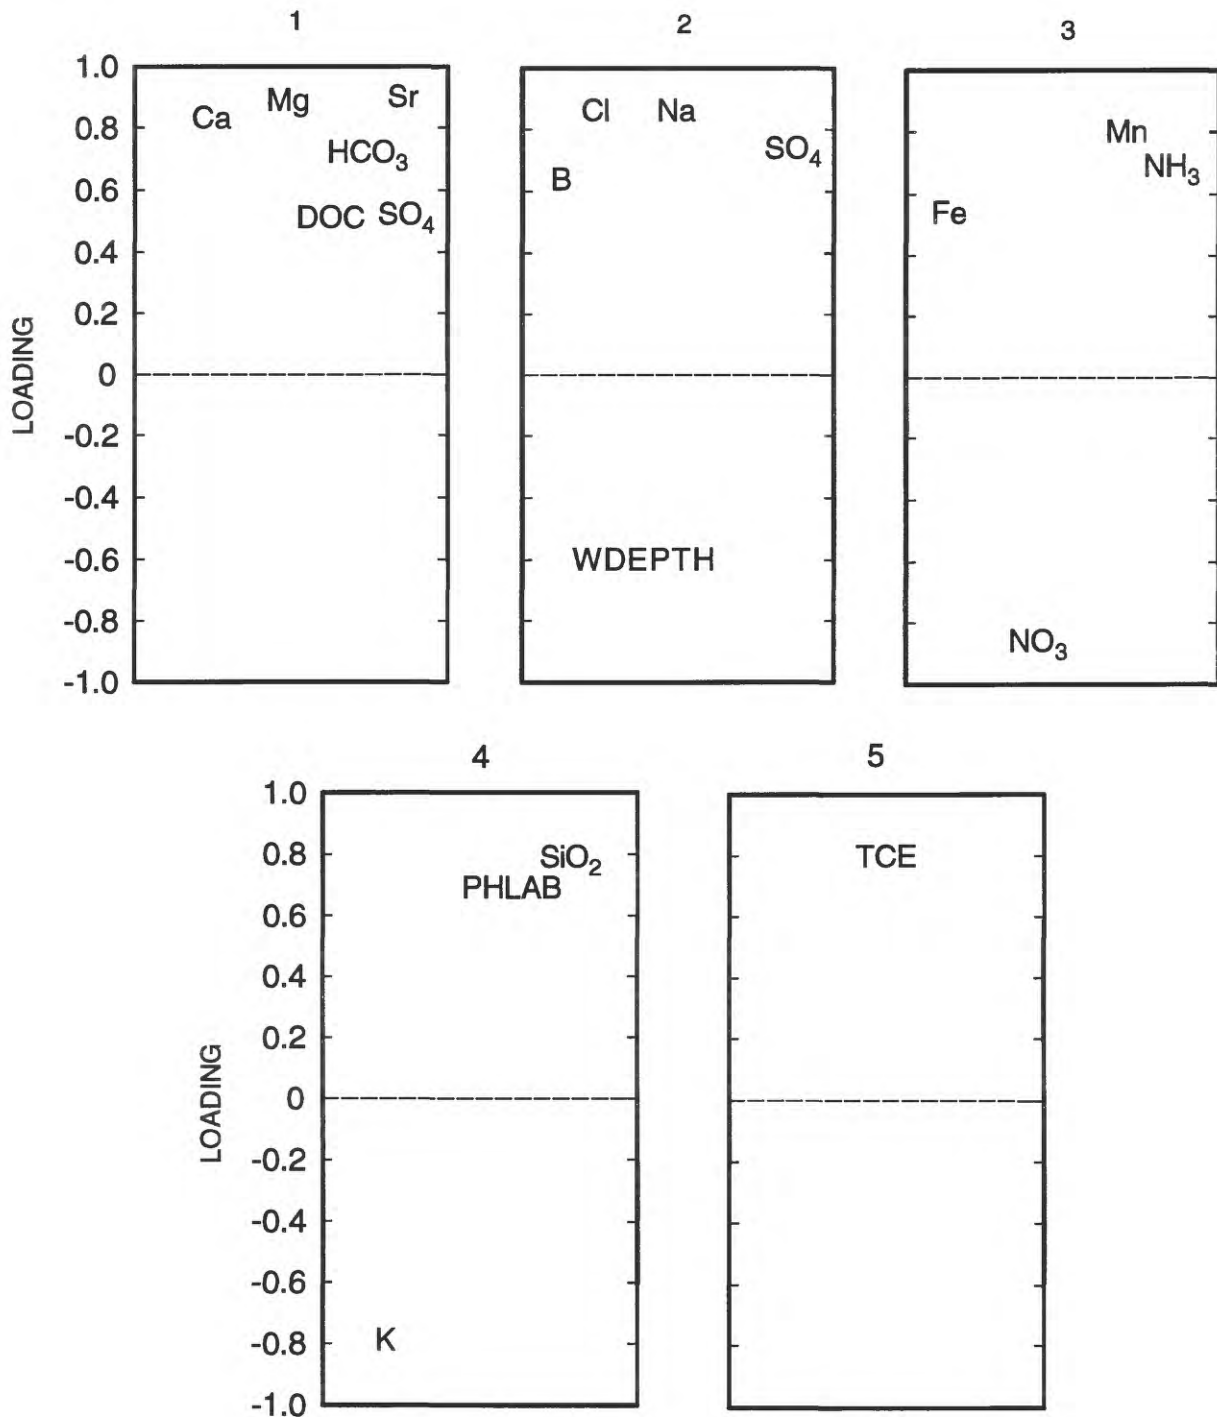 1 2 3
1.0
Ca Mg Sr Cl Na Mn
0.8
HCO₃ B SO₄ NH₃
0.6
DOC SO₄ Fe
0.4
0.2
LOADING
0
-0.2
-0.4
-0.6 WDEPTH
-0.8
NO₃
-1.0
4 5
1.0
0.8 SiO₂ TCE
PHLAB
0.6
0.4
0.2
LOADING
0
-0.2
-0.4
-0.6
-0.8 K
-1.0